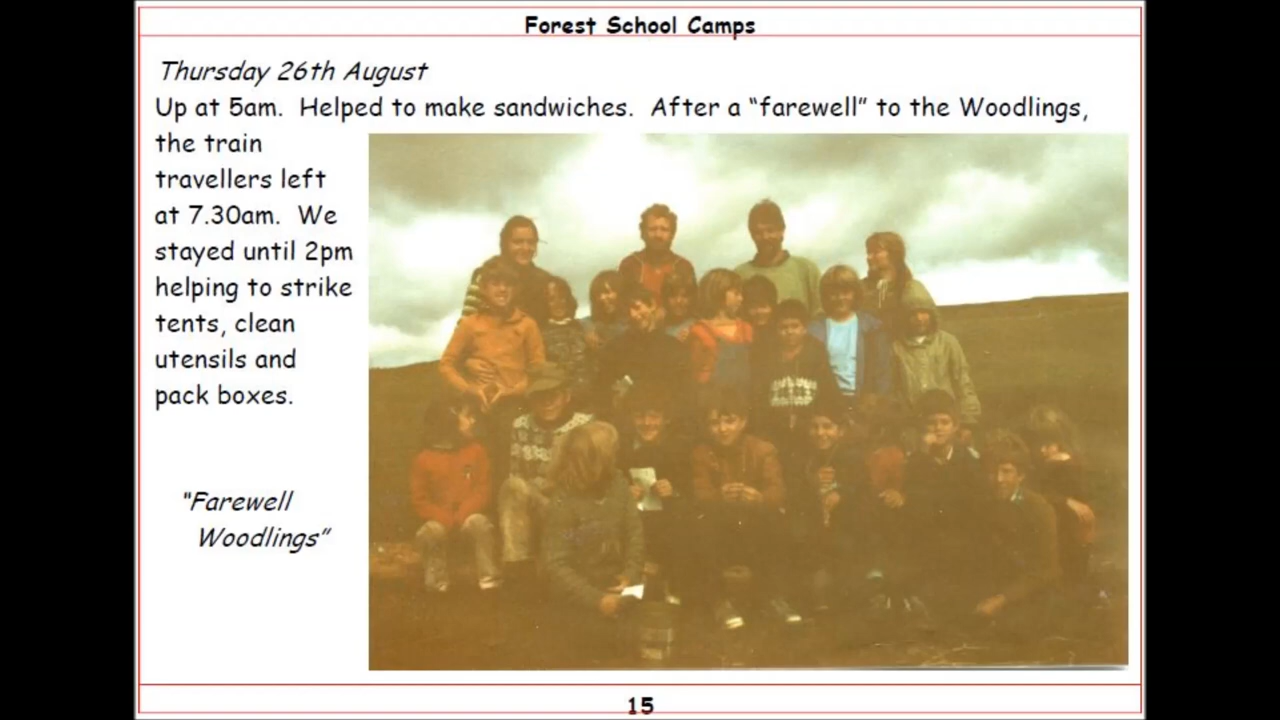 Forest School Camps
Thursday 26th August
Up at 5am. Helped to make sandwiches. After a “farewell” to the Woodlings,
the train
travellers left
at 7.30am. We
stayed until 2pm
helping to strike
tents, clean
utensils and
pack boxes.
“Farewell
Woodlings”
15